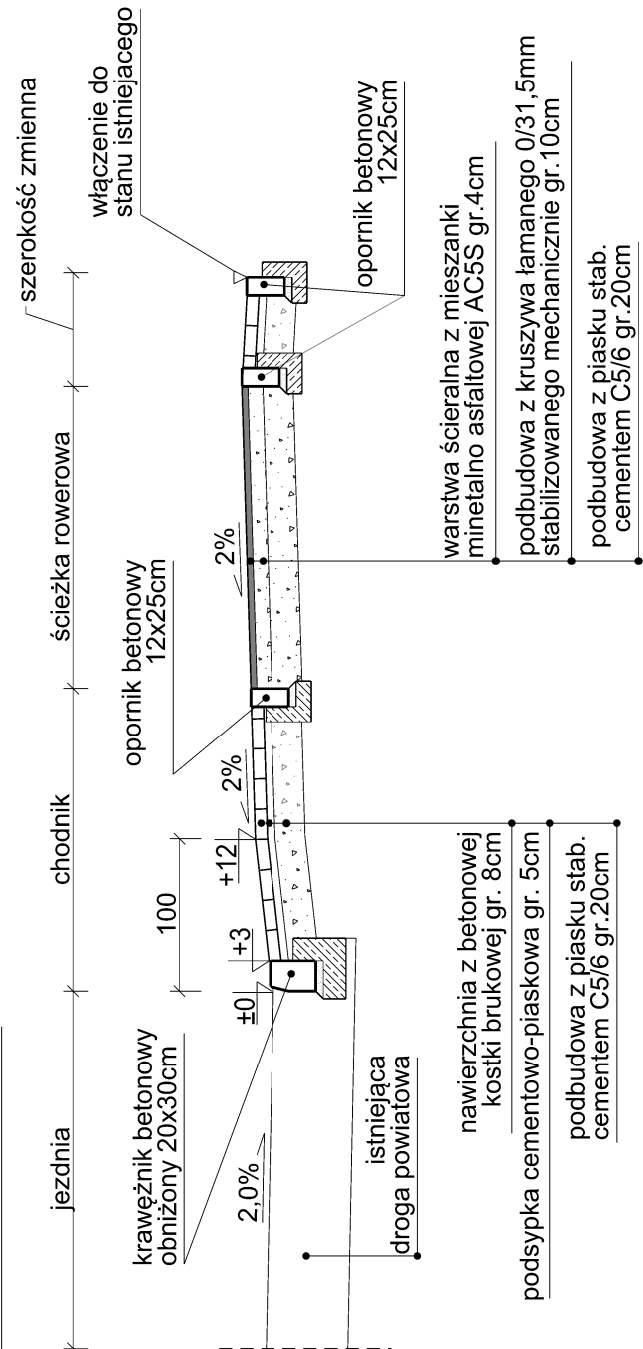 jezdnia
chodnik
ścieżka rowerowa
szerokość zmienna
krawężnik betonowy
obniżony 20x30cm
100
opornik betonowy
12x25cm
włączenie do
stanu istniejacego
opornik betonowy
12x25cm
2,0%
±0
+3
+12
2%
2%
istniejąca
droga powiatowa
nawierzchnia z betonowej
kostki brukowej gr. 8cm
podsypka cementowo-piaskowa gr. 5cm
podbudowa z piasku stab.
cementem C5/6 gr.20cm
warstwa ścieralna z mieszanki
minetalno asfaltowej AC5S gr.4cm
podbudowa z kruszywa łamanego 0/31,5mm
stabilizowanego mechanicznie gr.10cm
podbudowa z piasku stab.
cementem C5/6 gr.20cm